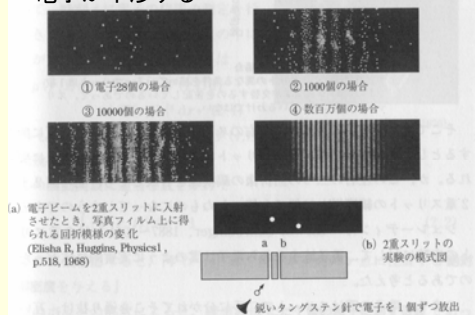 電子が干渉する
①電子28個の場合
②1000個の場合
③10000個の場合
④数百万個の場合
(a) 電子ビームを2重スリットに入射
させたとき、写真フィルム上に得
られる回折模様の変化
(Elisha R, Huggins, Physics1,
p.518, 1968)
a b
(b) 2重スリットの
実験の模式図
鋭いタングステン針で電子を1個ずつ放出